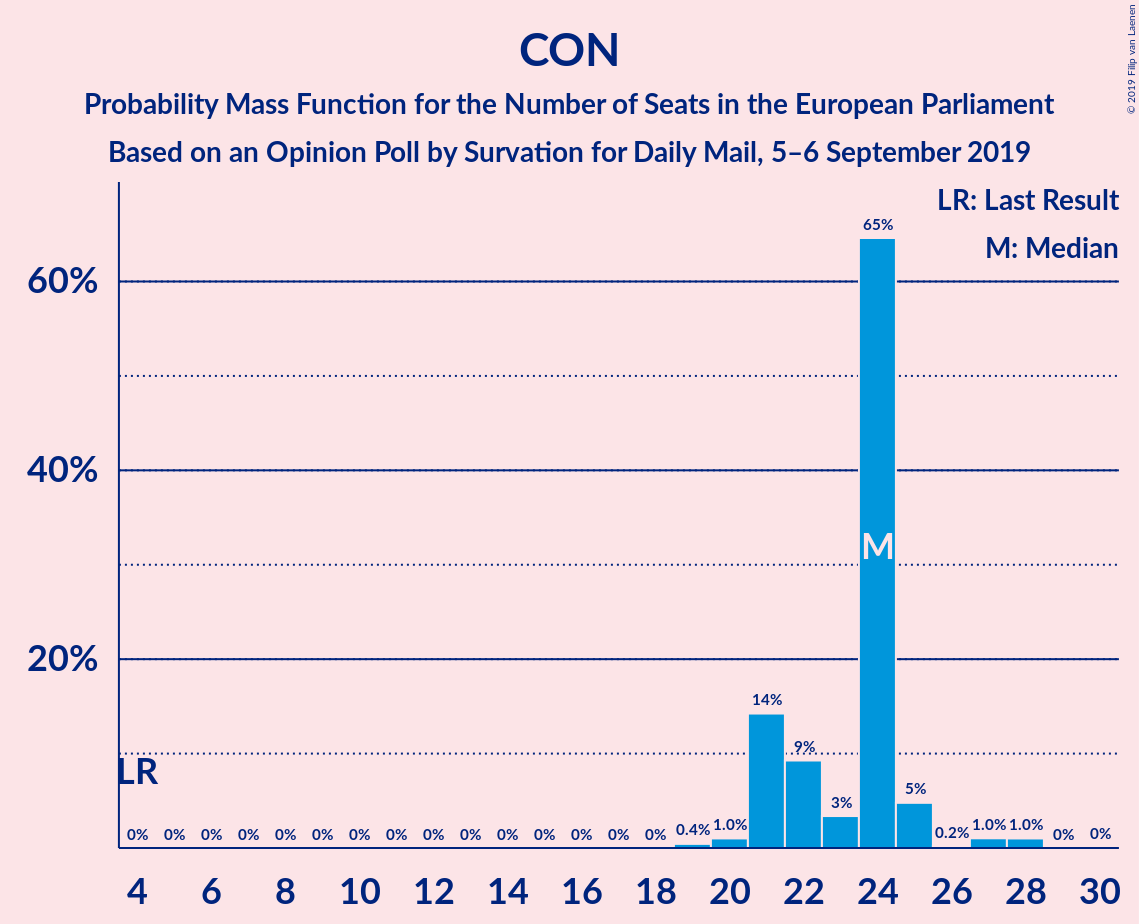 CON
Probability Mass Function for the Number of Seats in the European Parliament
Based on an Opinion Poll by Survation for Daily Mail, 5–6 September 2019
© 2019 Filip van Laenen
LR: Last Result
M: Median
60%
40%
20%
65%
M
14%
9%
LR
3%
5%
0% 0% 0% 0% 0% 0% 0% 0% 0% 0% 0% 0% 0% 0% 0% 0.4% 1.0% 0.2% 1.0% 1.0% 0% 0%
4 6 8 10 12 14 16 18 20 22 24 26 28 30